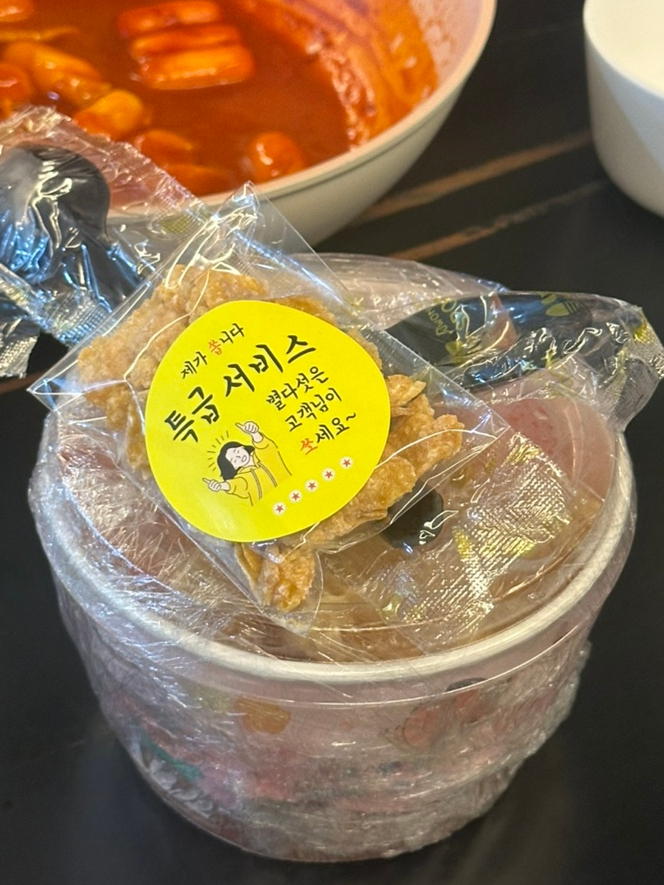 제가 쏩니다
특급 서비스
별다섯은
고객님이
쏘세요~